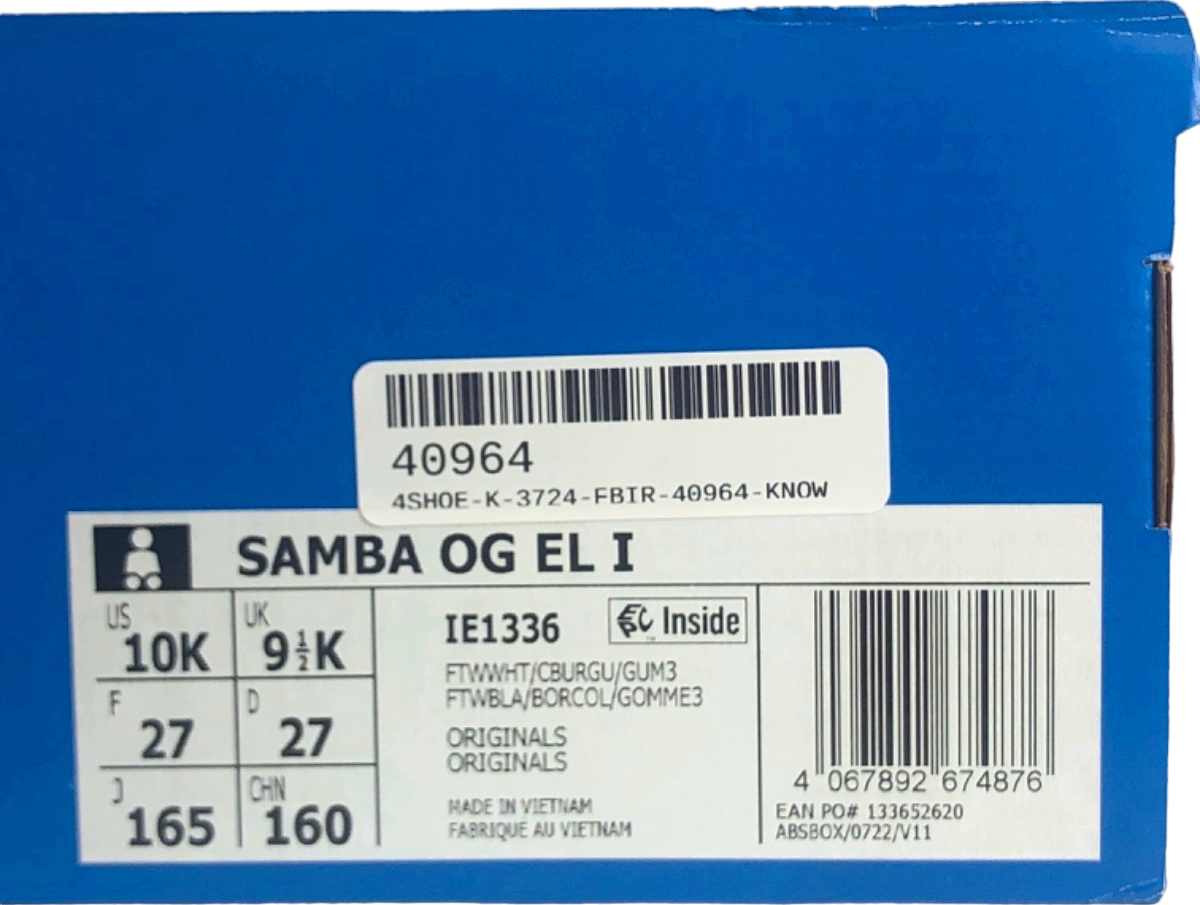 40964
4SHOE-K-3724-FBIR-40964-KNOW
SAMBA OG EL I
US 10K
UK 9½K
F 27
D 27
J 165
CHN 160
IE1336
Inside
FTWWHT/CBURGU/GUM3
FTWBLA/BORCOL/GOMME3
ORIGINALS
ORIGINALS
MADE IN VIETNAM
FABRIQUE AU VIETNAM
4 067892 674876
EAN PO# 133652620
ABSBOX/0722/V11